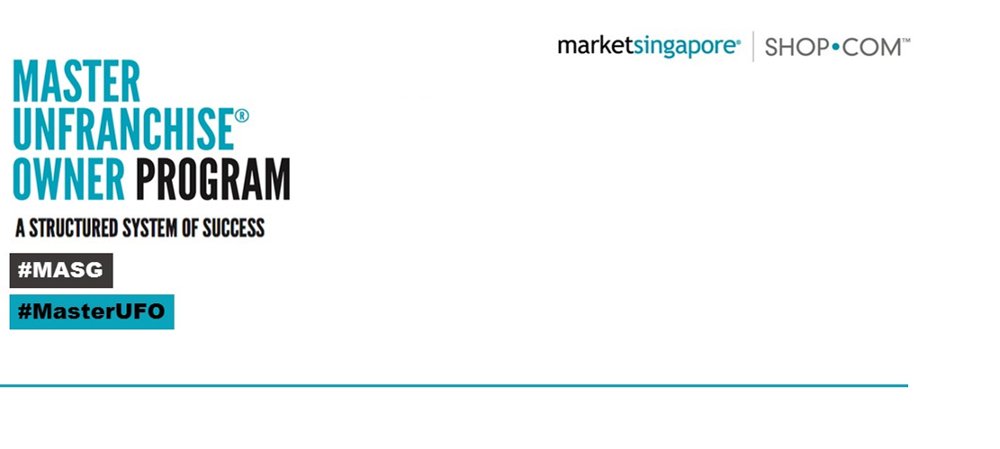 marketsingapore® SHOP•COM™
MASTER
UNFRANCHISE®
OWNER PROGRAM
A STRUCTURED SYSTEM OF SUCCESS
#MASG
#MasterUFO